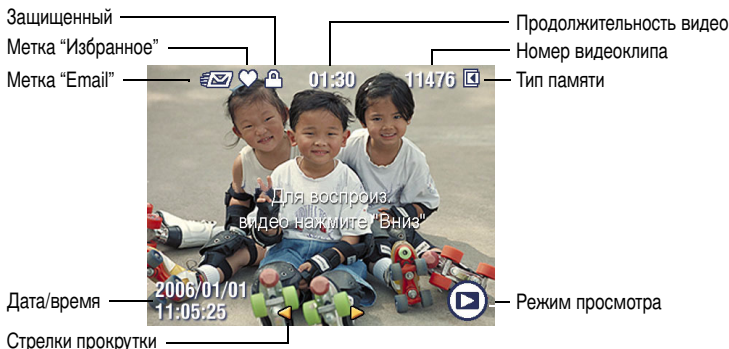 Защищенный
Метка “Избранное”
Метка “Email”
Продолжительность видео
Номер видеоклипа
Тип памяти
01:30
11476
Для воспроиз.
видео нажмите "Вниз"
2006/01/01
11:05:25
Дата/время
Стрелки прокрутки
Режим просмотра